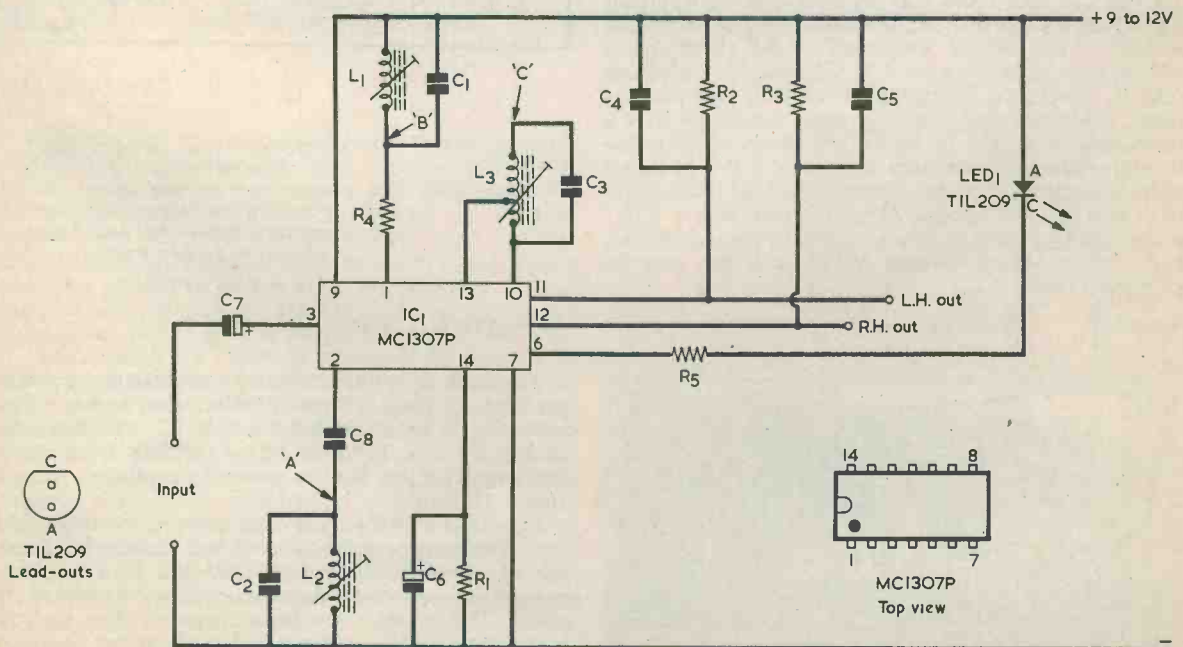 + 9 to 12V
L1
C1
'B'
R4
'C'
L3
C3
C4
R2
R3
C5
LED1
TIL209
A
C
9
1
13
10
11
12
6
3
2
14
7
IC1
MC1307P
L.H. out
R.H. out
R5
C7
+
Input
C8
'A'
C2
L2
+
C6
R1
C
A
TIL209
Lead-outs
14
8
1
7
MC1307P
Top view
−